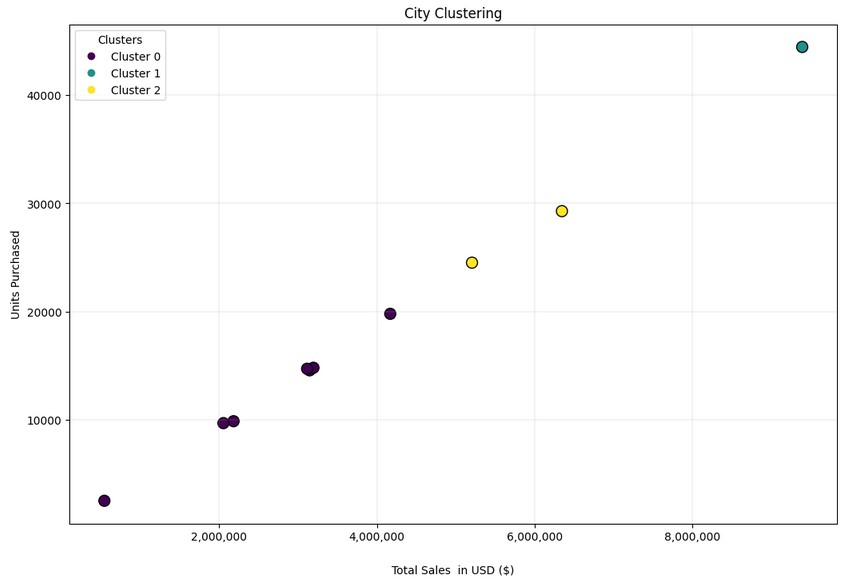 City Clustering
Clusters
Cluster 0
Cluster 1
Cluster 2
40000
30000
20000
10000
Units Purchased
2,000,000 4,000,000 6,000,000 8,000,000
Total Sales  in USD ($)